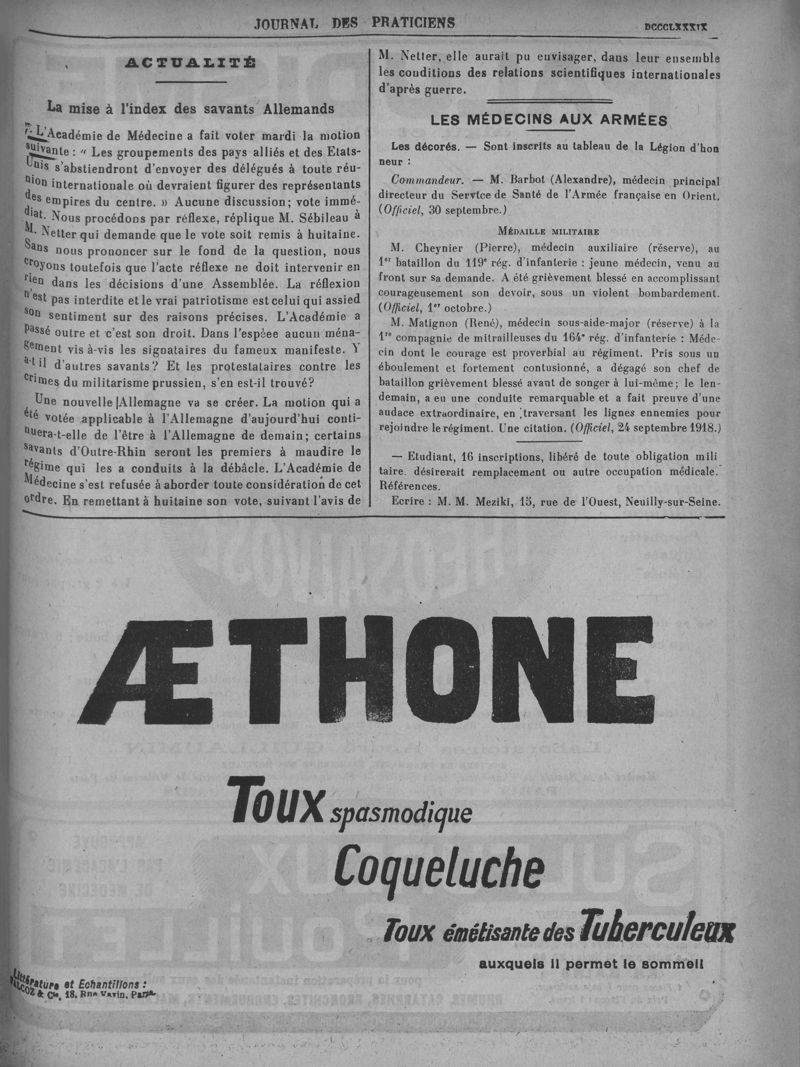 JOURNAL DES PRATICIENS
DCCCLXXXIX
ACTUALITÉ
La mise à l'index des savants Allemands
L'Académie de Médecine a fait voter mardi la motion
suivante : « Les groupements des pays alliés et des Etats-
Unis s'abstiendront d'envoyer des délégués à toute réu-
nion internationale où devraient figurer des représentants
des empires du centre. » Aucune discussion; vote immé-
diat. Nous procédons par réflexe, réplique M. Sébileau à
M. Netter qui demande que le vote soit remis à huitaine.
Sans nous prononcer sur le fond de la question, nous
croyons toutefois que l'acte réflexe ne doit intervenir en
rien dans les décisions d'une Assemblée. La réflexion
n'est pas interdite et le vrai patriotisme est celui qui assied
son sentiment sur des raisons précises. L'Académie a
passé outre et c'est son droit. Dans l'espèce aucun ména-
gement vis à-vis les signataires du fameux manifeste. Y
a-t il d'autres savants? Et les protestataires contre les
crimes du militarisme prussien, s'en est-il trouvé?
Une nouvelle Allemagne va se créer. La motion qui a
été votée applicable à l'Allemagne d'aujourd'hui conti-
nuera-t-elle de l'être à l'Allemagne de demain; certains
savants d'Outre-Rhin seront les premiers à maudire le
régime qui les a conduits à la débâcle. L'Académie de
Médecine s'est refusée à aborder toute considération de cet
ordre. En remettant à huitaine son vote, suivant l'avis de
M. Netter, elle aurait pu envisager, dans leur ensemble
les conditions des relations scientifiques internationales
d'après guerre.
LES MÉDECINS AUX ARMÉES
Les décorés. — Sont inscrits au tableau de la Légion d'hon
neur :
Commandeur. — M. Barbot (Alexandre), médecin principal
directeur du Service de Santé de l'Armée française en Orient.
(Officiel, 30 septembre.)
MÉDAILLE MILITAIRE
M. Cheynier (Pierre), médecin auxiliaire (réserve), au
1er bataillon du 119e rég. d'infanterie : jeune médecin, venu au
front sur sa demande. A été grièvement blessé en accomplissant
courageusement son devoir, sous un violent bombardement.
(Officiel, 1er octobre.)
M. Matignon (René), médecin sous-aide-major (réserve) à la
1re compagnie de mitrailleuses du 164e rég. d'infanterie : Méde-
cin dont le courage est proverbial au régiment. Pris sous un
éboulement et fortement contusionné, a dégagé son chef de
bataillon grièvement blessé avant de songer à lui-même; le len-
demain, a eu une conduite remarquable et a fait preuve d'une
audace extraordinaire, en traversant les lignes ennemies pour
rejoindre le régiment. Une citation. (Officiel, 24 septembre 1918.)
— Etudiant, 16 inscriptions, libéré de toute obligation mili
taire. désirerait remplacement ou autre occupation médicale.
Références.
Ecrire : M. M. Meziki, 15, rue de l'Ouest, Neuilly-sur-Seine.
ÆTHONE
Toux spasmodique
Coqueluche
Toux émétisante des Tuberculeux
auxquels il permet le sommeil
Littérature et Echantillons :
FALCOZ & Cie, 18, Rue Vavin, Paris.